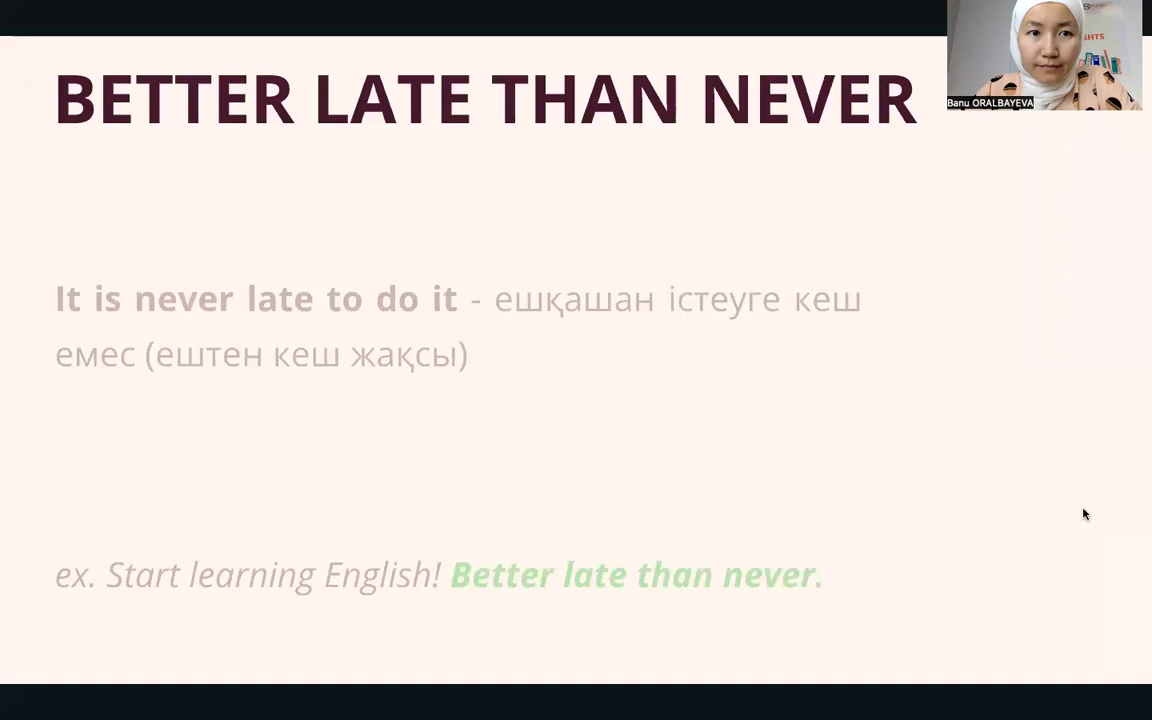 BETTER LATE THAN NEVER
GHTS
Banu ORALBAYEVA
It is never late to do it - ешқашан істеуге кеш
емес (ештен кеш жақсы)
ex. Start learning English! Better late than never.